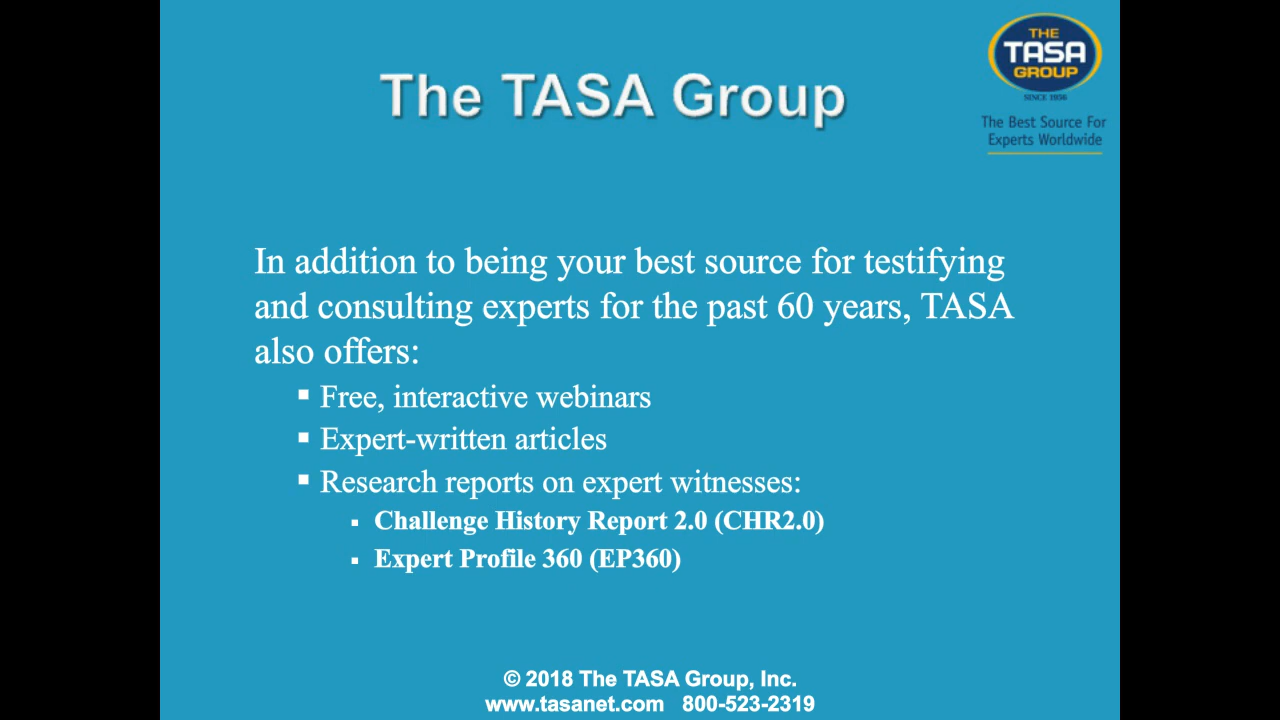 The TASA Group
THE
TASA
GROUP
SINCE 1956
The Best Source For
Experts Worldwide
In addition to being your best source for testifying
and consulting experts for the past 60 years, TASA
also offers:
▪ Free, interactive webinars
▪ Expert-written articles
▪ Research reports on expert witnesses:
▪ Challenge History Report 2.0 (CHR2.0)
▪ Expert Profile 360 (EP360)
© 2018 The TASA Group, Inc.
www.tasanet.com 800-523-2319